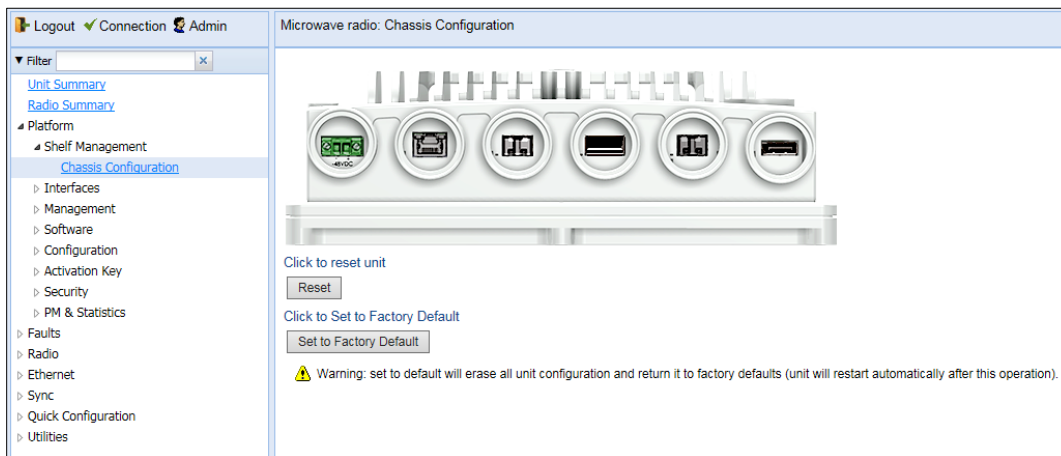 Logout Connection Admin
Filter
Unit Summary
Radio Summary
Platform
Shelf Management
Chassis Configuration
Interfaces
Management
Software
Configuration
Activation Key
Security
PM & Statistics
Faults
Radio
Ethernet
Sync
Quick Configuration
Utilities
Microwave radio: Chassis Configuration
-48VDC
Click to reset unit
Reset
Click to Set to Factory Default
Set to Factory Default
Warning: set to default will erase all unit configuration and return it to factory defaults (unit will restart automatically after this operation).